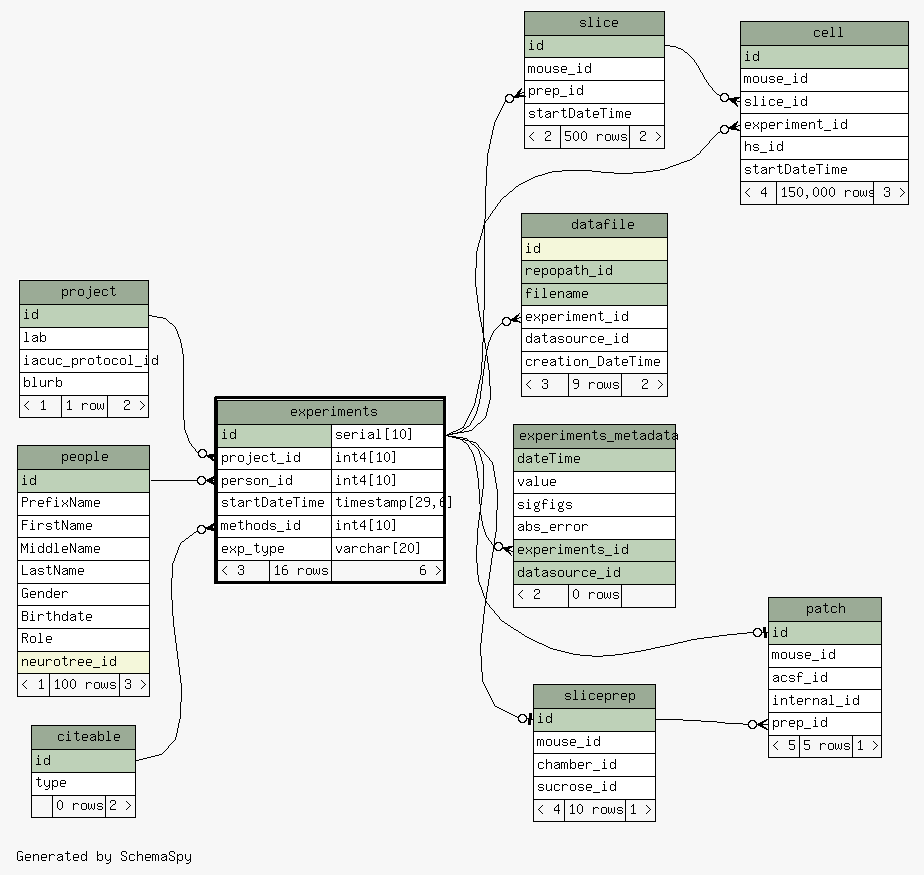 slice
id
mouse_id
prep_id
startDateTime
< 2 500 rows 2 >
cell
id
mouse_id
slice_id
experiment_id
hs_id
startDateTime
< 4 150,000 rows 3 >
datafile
id
repopath_id
filename
experiment_id
datasource_id
creation_DateTime
< 3 9 rows 2 >
project
id
lab
iacuc_protocol_id
blurb
< 1 1 row 2 >
experiments
id serial[10]
project_id int4[10]
person_id int4[10]
startDateTime timestamp[29,6]
methods_id int4[10]
exp_type varchar[20]
< 3 16 rows 6 >
experiments_metadata
dateTime
value
sigfigs
abs_error
experiments_id
datasource_id
< 2 0 rows
people
id
PrefixName
FirstName
MiddleName
LastName
Gender
Birthdate
Role
neurotree_id
< 1 100 rows 3 >
patch
id
mouse_id
acsf_id
internal_id
prep_id
< 5 5 rows 1 >
sliceprep
id
mouse_id
chamber_id
sucrose_id
< 4 10 rows 1 >
citeable
id
type
0 rows 2 >
Generated by SchemaSpy